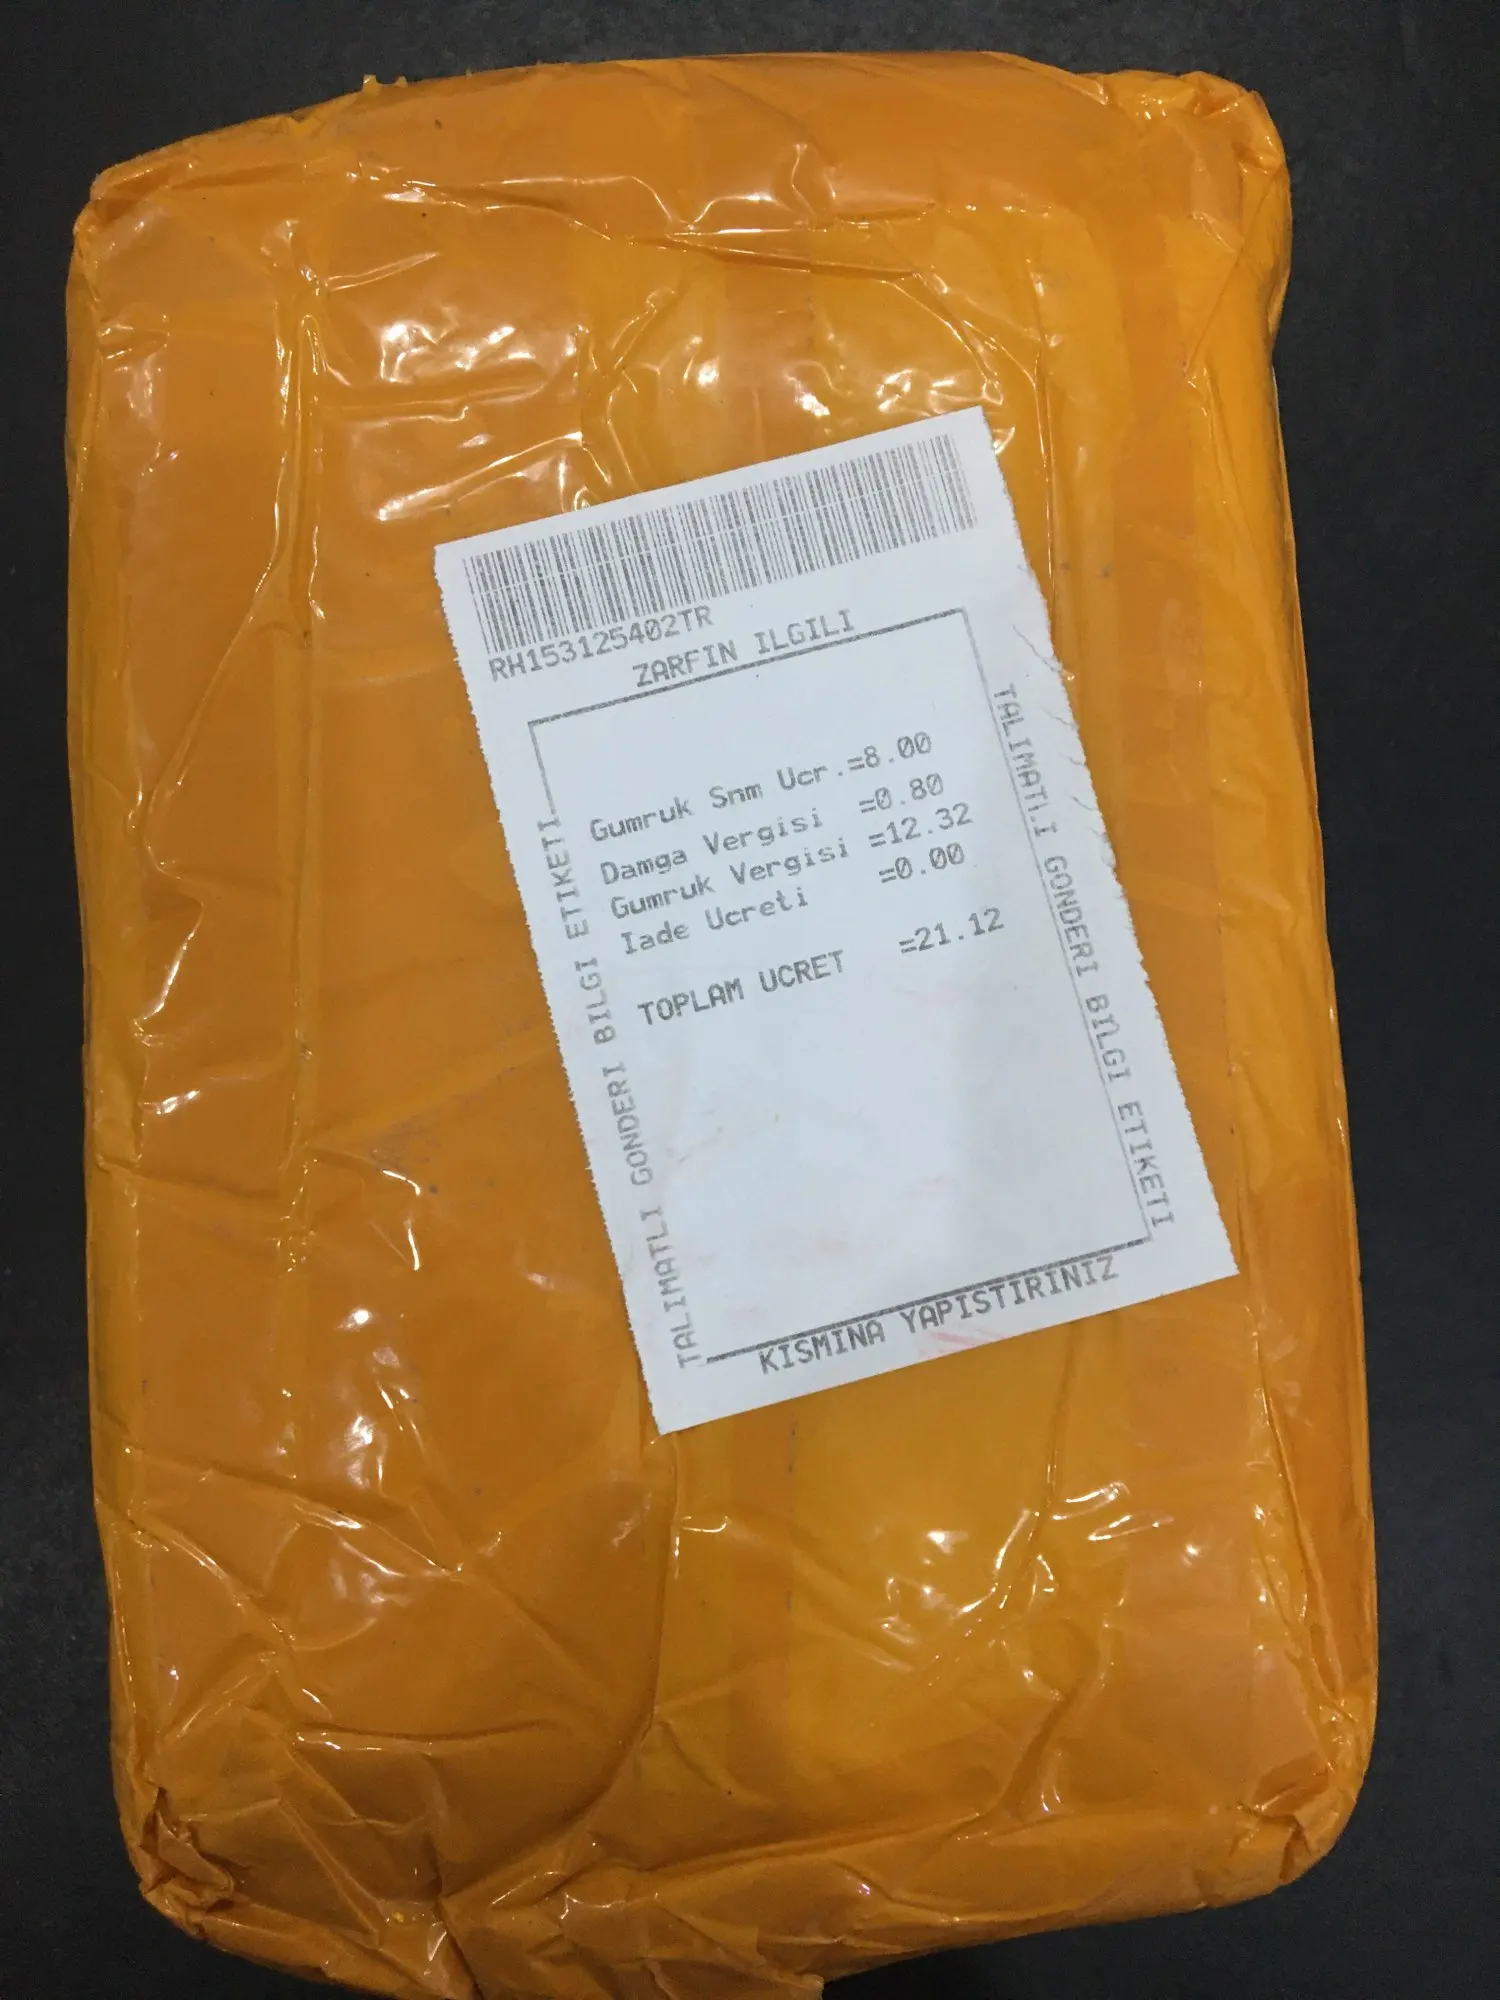 RH153125402TR
ZARFIN ILGILI
Gumruk Snm Ucr.=8.00
Damga Vergisi =0.80
Gumruk Vergisi =12.32
Iade Ucreti =0.00
TOPLAM UCRET =21.12
TALIMATLI GONDERI BILGI ETIKETI
TALIMATLI GONDERI BILGI ETIKETI
KISMINA YAPISTIRINIZ